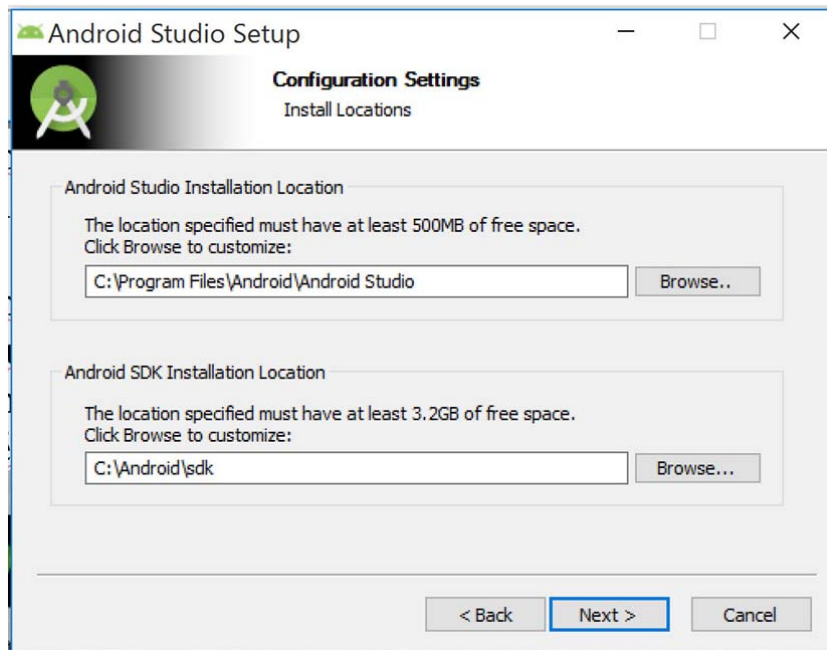 Android Studio Setup
Configuration Settings
Install Locations
Android Studio Installation Location
The location specified must have at least 500MB of free space.
Click Browse to customize:
C:\Program Files\Android\Android Studio
Browse..
Android SDK Installation Location
The location specified must have at least 3.2GB of free space.
Click Browse to customize:
C:\Android\sdk
Browse...
< Back
Next >
Cancel